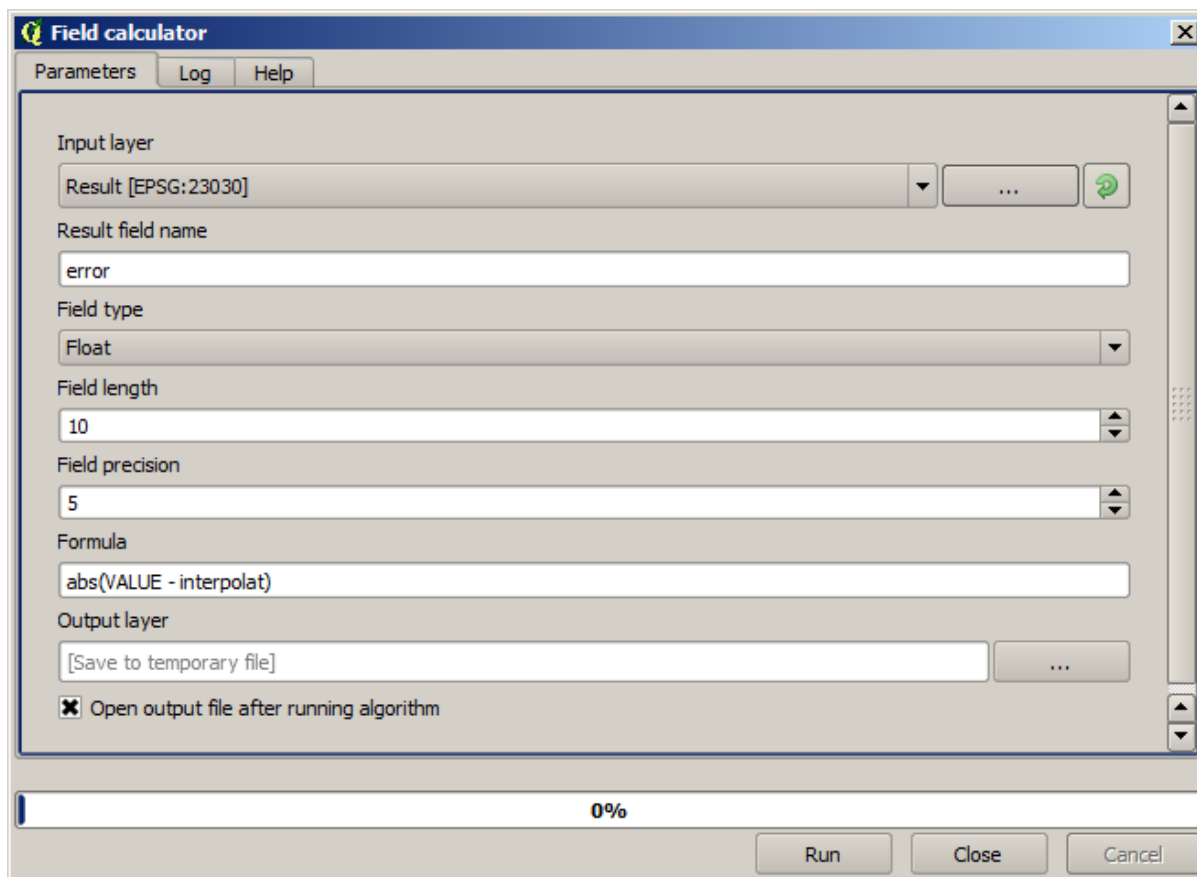 Field calculator
Parameters Log Help
Input layer
Result [EPSG:23030] ...
Result field name
error
Field type
Float
Field length
10
Field precision
5
Formula
abs(VALUE - interpolat)
Output layer
[Save to temporary file] ...
Open output file after running algorithm
0%
Run Close Cancel